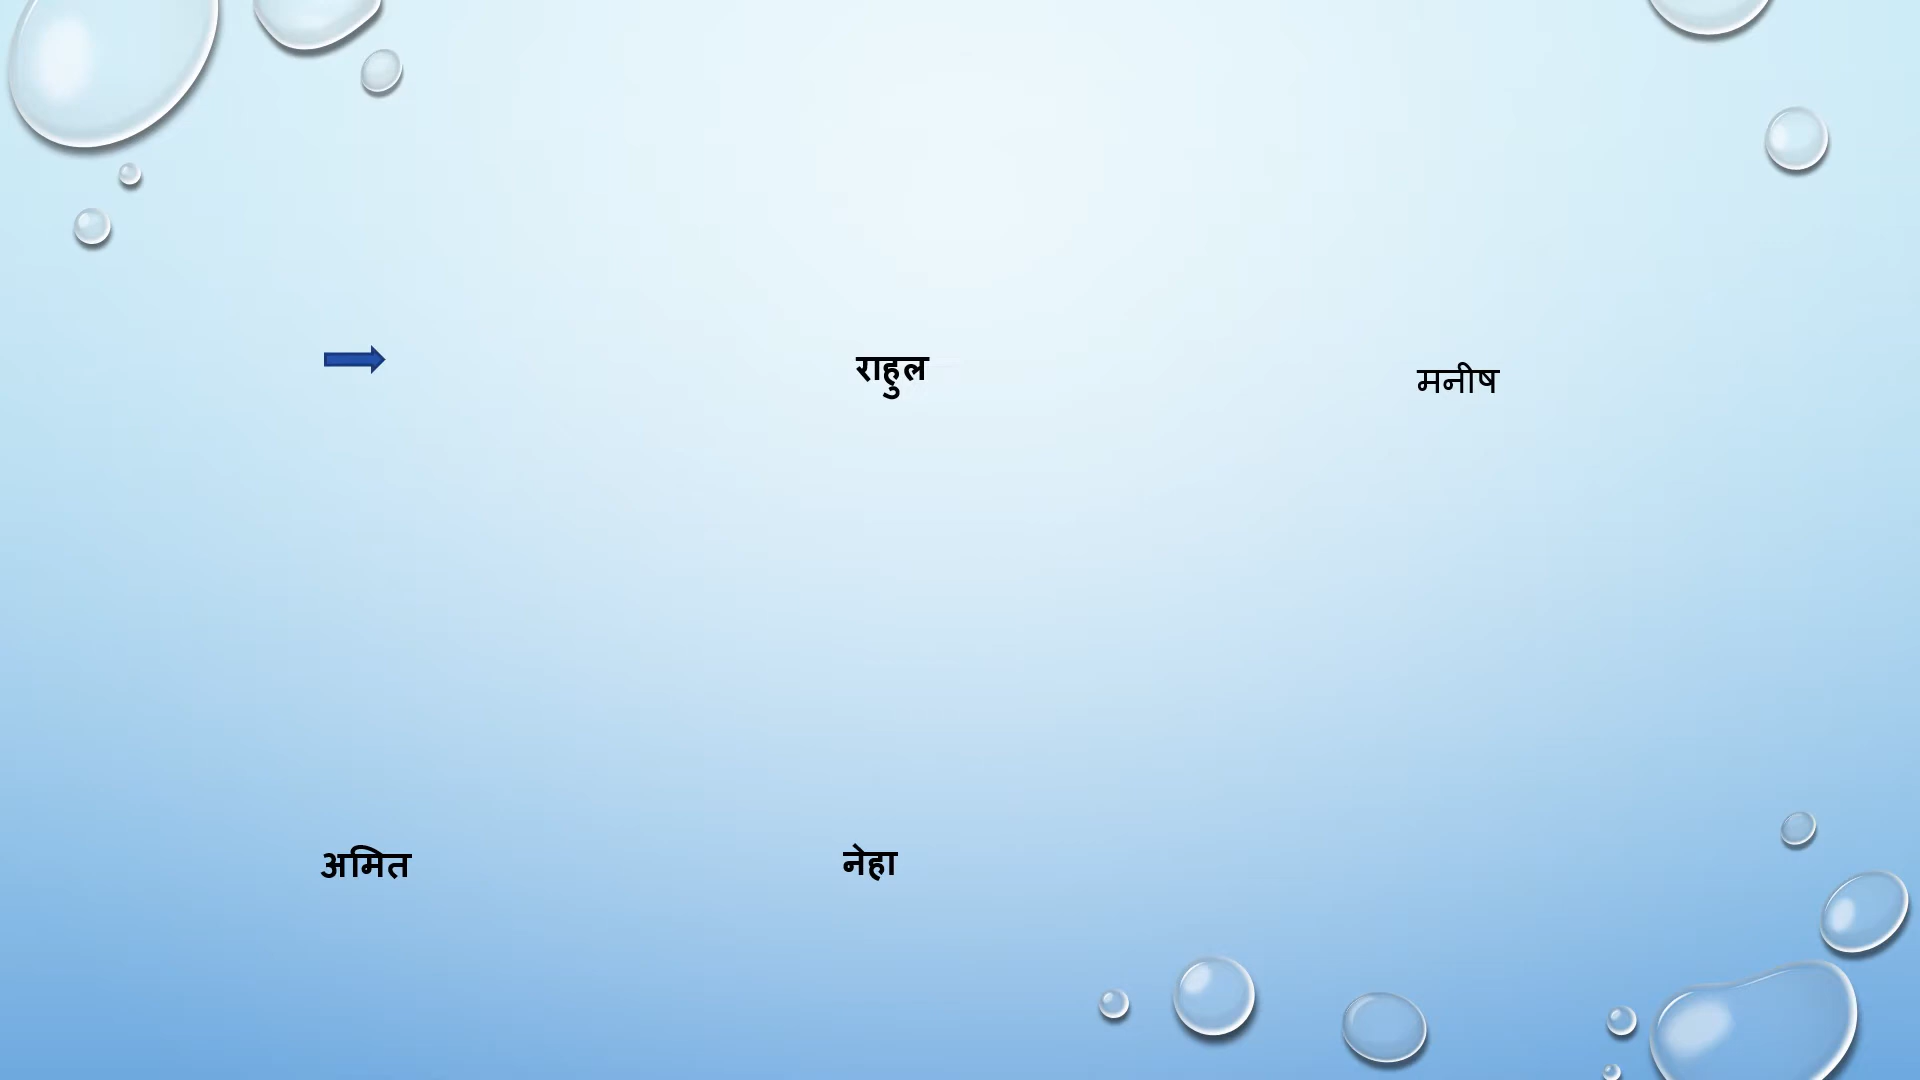 राहुल
मनीष
अमित
नेहा